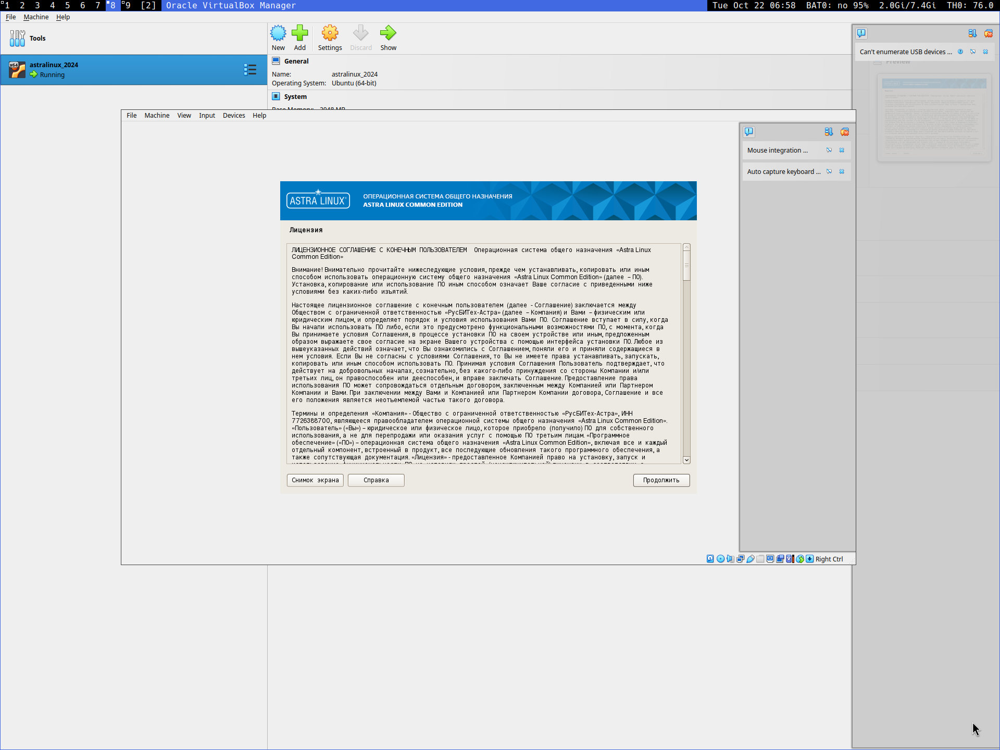 1 2 3 4 5 6 7 8 9 [2] Oracle VirtualBox Manager Tue Oct 22 06:58 BAT0: no 95% 2.0Gi/7.4Gi TH0: 76.0
File Machine Help
Tools
New Add Settings Discard Show
Can't enumerate USB devices ...
x64
astralinux_2024
Running
General
Preview
Name: astralinux_2024
Operating System: Ubuntu (64-bit)
System
Base Memory: 2048 MB
File Machine View Input Devices Help
Mouse integration ...
Auto capture keyboard ...
ASTRA LINUX®
ОПЕРАЦИОННАЯ СИСТЕМА ОБЩЕГО НАЗНАЧЕНИЯ
ASTRA LINUX COMMON EDITION
Лицензия
ЛИЦЕНЗИОННОЕ СОГЛАШЕНИЕ С КОНЕЧНЫМ ПОЛЬЗОВАТЕЛЕМ Операционная система общего назначения «Astra Linux
Common Edition»
Внимание! Внимательно прочитайте нижеследующие условия, прежде чем устанавливать, копировать или иным
способом использовать операционную систему общего назначения «Astra Linux Common Edition» (далее – ПО).
Установка, копирование или использование ПО иным способом означает Ваше согласие с приведенными ниже
условиями без каких-либо изъятий.
Настоящее лицензионное соглашение с конечным пользователем (далее - Соглашение) заключается между
Обществом с ограниченной ответственностью «РусБИТех-Астра» (далее – Компания) и Вами – физическим или
юридическим лицом, и определяет порядок и условия использования Вами ПО. Соглашение вступает в силу, когда
Вы начали использовать ПО либо, если это предусмотрено функциональными возможностями ПО, с момента, когда
Вы принимаете условия Соглашения, в процессе установки ПО на своем устройстве или иным, предложенным
образом выражаете свое согласие на экране Вашего устройства с помощью интерфейса установки ПО. Любое из
вышеуказанных действий означает, что Вы ознакомились с Соглашением, поняли его и приняли содержащиеся в
нем условия. Если Вы не согласны с условиями Соглашения, то Вы не имеете права устанавливать, запускать,
копировать или иным способом использовать ПО. Принимая условия Соглашения Пользователь подтверждает, что
действует на добровольных началах, сознательно, без какого-либо принуждения со стороны Компании и/или
третьих лиц, он правоспособен или дееспособен, и вправе заключать Соглашение. Предоставление права
использования ПО может сопровождаться отдельным договором, заключенным между Компанией или Партнером
Компании и Вами. При заключении между Вами и Компанией или Партнером Компании договора, Соглашение и все
его положения является неотъемлемой частью такого договора.
Термины и определения «Компания» - Общество с ограниченной ответственностью «РусБИТех-Астра», ИНН
7726388700, являющееся правообладателем операционной системы общего назначения «Astra Linux Common Edition».
«Пользователь» («Вы») – юридическое или физическое лицо, которое приобрело (получило) ПО для собственного
использования, а не для перепродажи или оказания услуг с помощью ПО третьим лицам. «Программное
обеспечение» («ПО») – операционная система общего назначения «Astra Linux Common Edition», включая все и каждый
отдельный компонент, встроенный в продукт, все последующие обновления такого программного обеспечения, а
также сопутствующая документация. «Лицензия» - предоставленное Компанией право на установку, запуск и
Снимок экрана Справка Продолжить
Right Ctrl